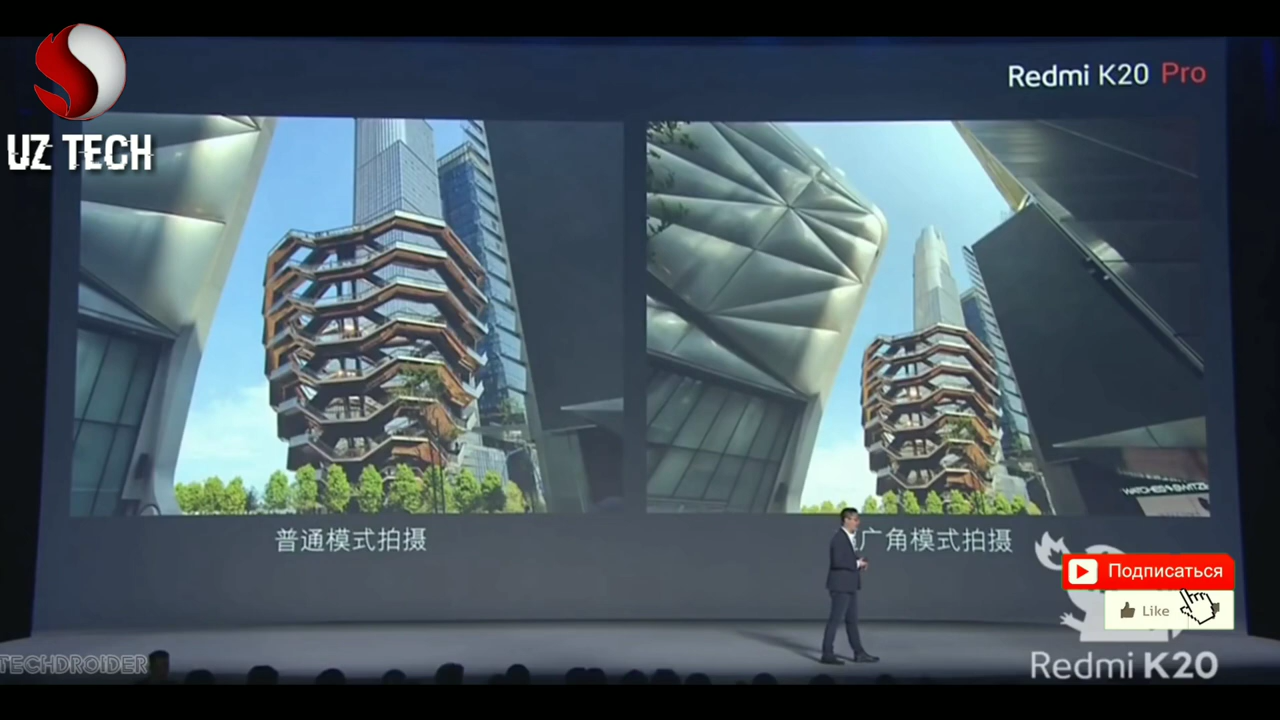 Redmi K20 Pro
UZ TECH
WATCHES
普通模式拍摄
广角模式拍摄
Подписаться
Like
TECHDROIDER
Redmi K20